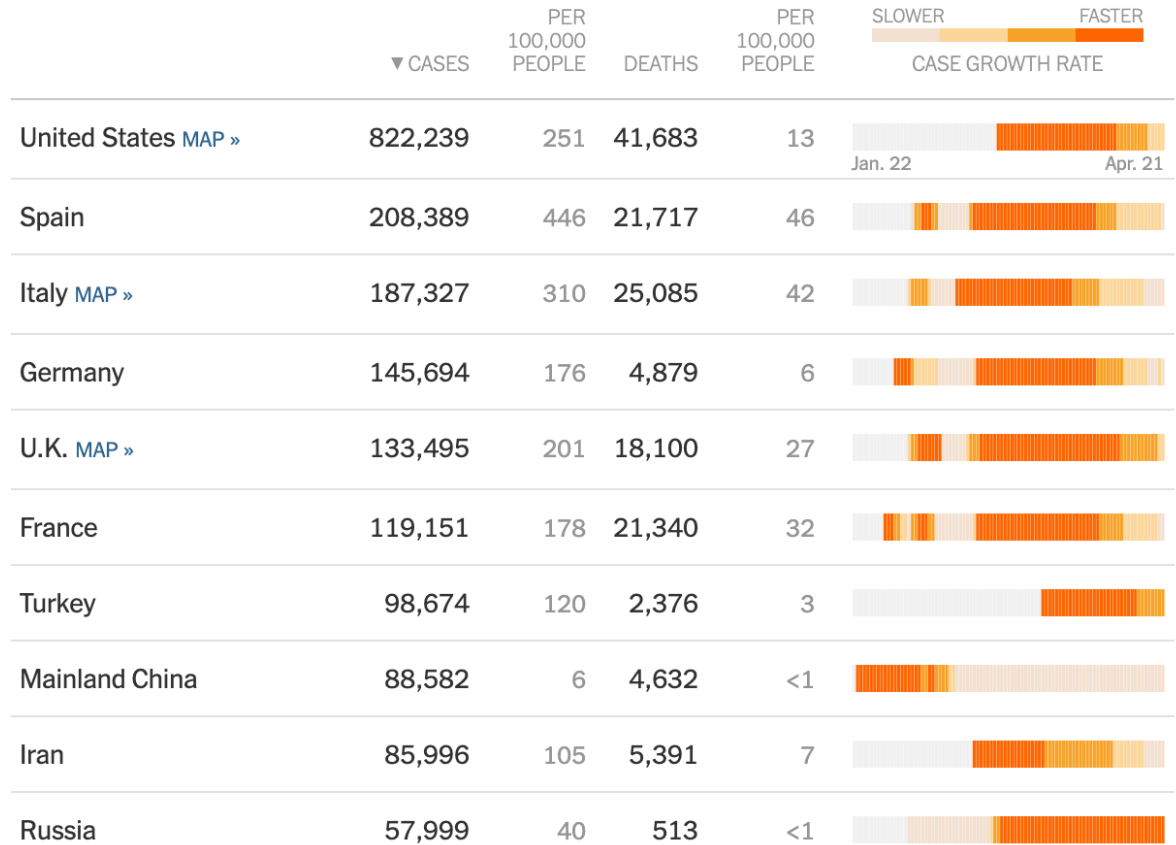 PER 100,000 PEOPLE PER 100,000 PEOPLE SLOWER FASTER
▼ CASES DEATHS CASE GROWTH RATE
United States MAP » 822,239 251 41,683 13
Jan. 22 Apr. 21
Spain 208,389 446 21,717 46
Italy MAP » 187,327 310 25,085 42
Germany 145,694 176 4,879 6
U.K. MAP » 133,495 201 18,100 27
France 119,151 178 21,340 32
Turkey 98,674 120 2,376 3
Mainland China 88,582 6 4,632 <1
Iran 85,996 105 5,391 7
Russia 57,999 40 513 <1